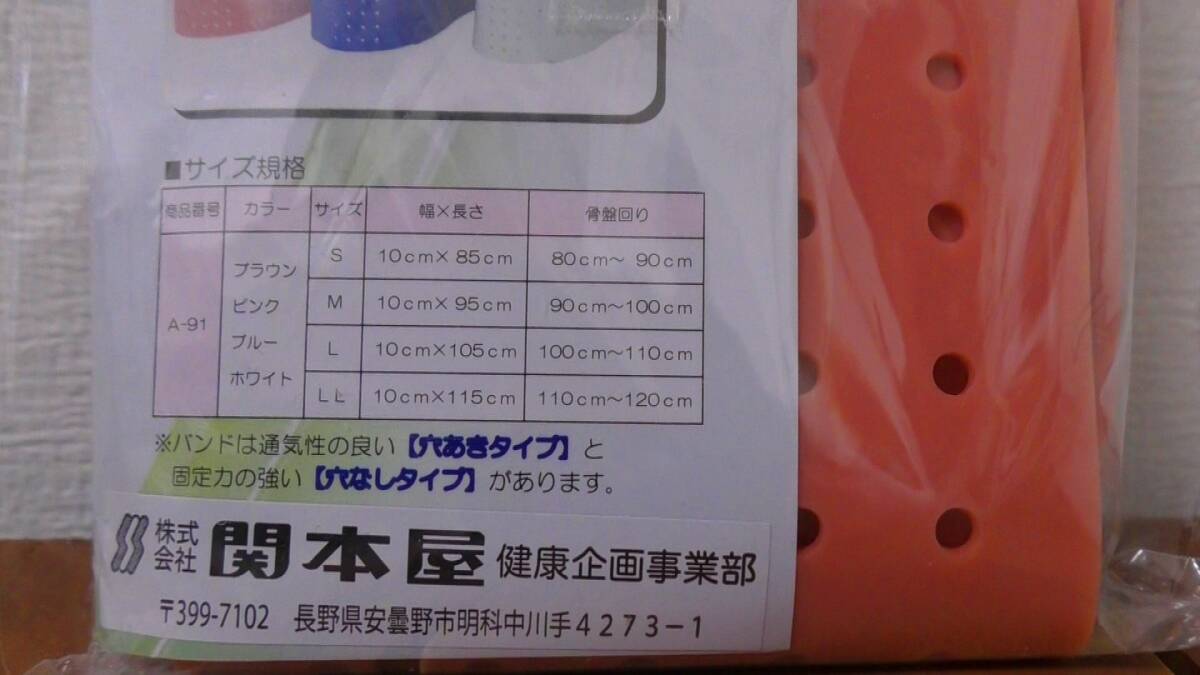 ■サイズ規格
商品番号 カラー サイズ 幅×長さ 骨盤回り
A-91 ブラウン ピンク ブルー ホワイト
S 10cm×85cm 80cm～90cm
M 10cm×95cm 90cm～100cm
L 10cm×105cm 100cm～110cm
LL 10cm×115cm 110cm～120cm
※バンドは通気性の良い【穴あきタイプ】と
固定力の強い【穴なしタイプ】があります。
株式会社 関本屋 健康企画事業部
〒399-7102 長野県安曇野市明科中川手4273-1